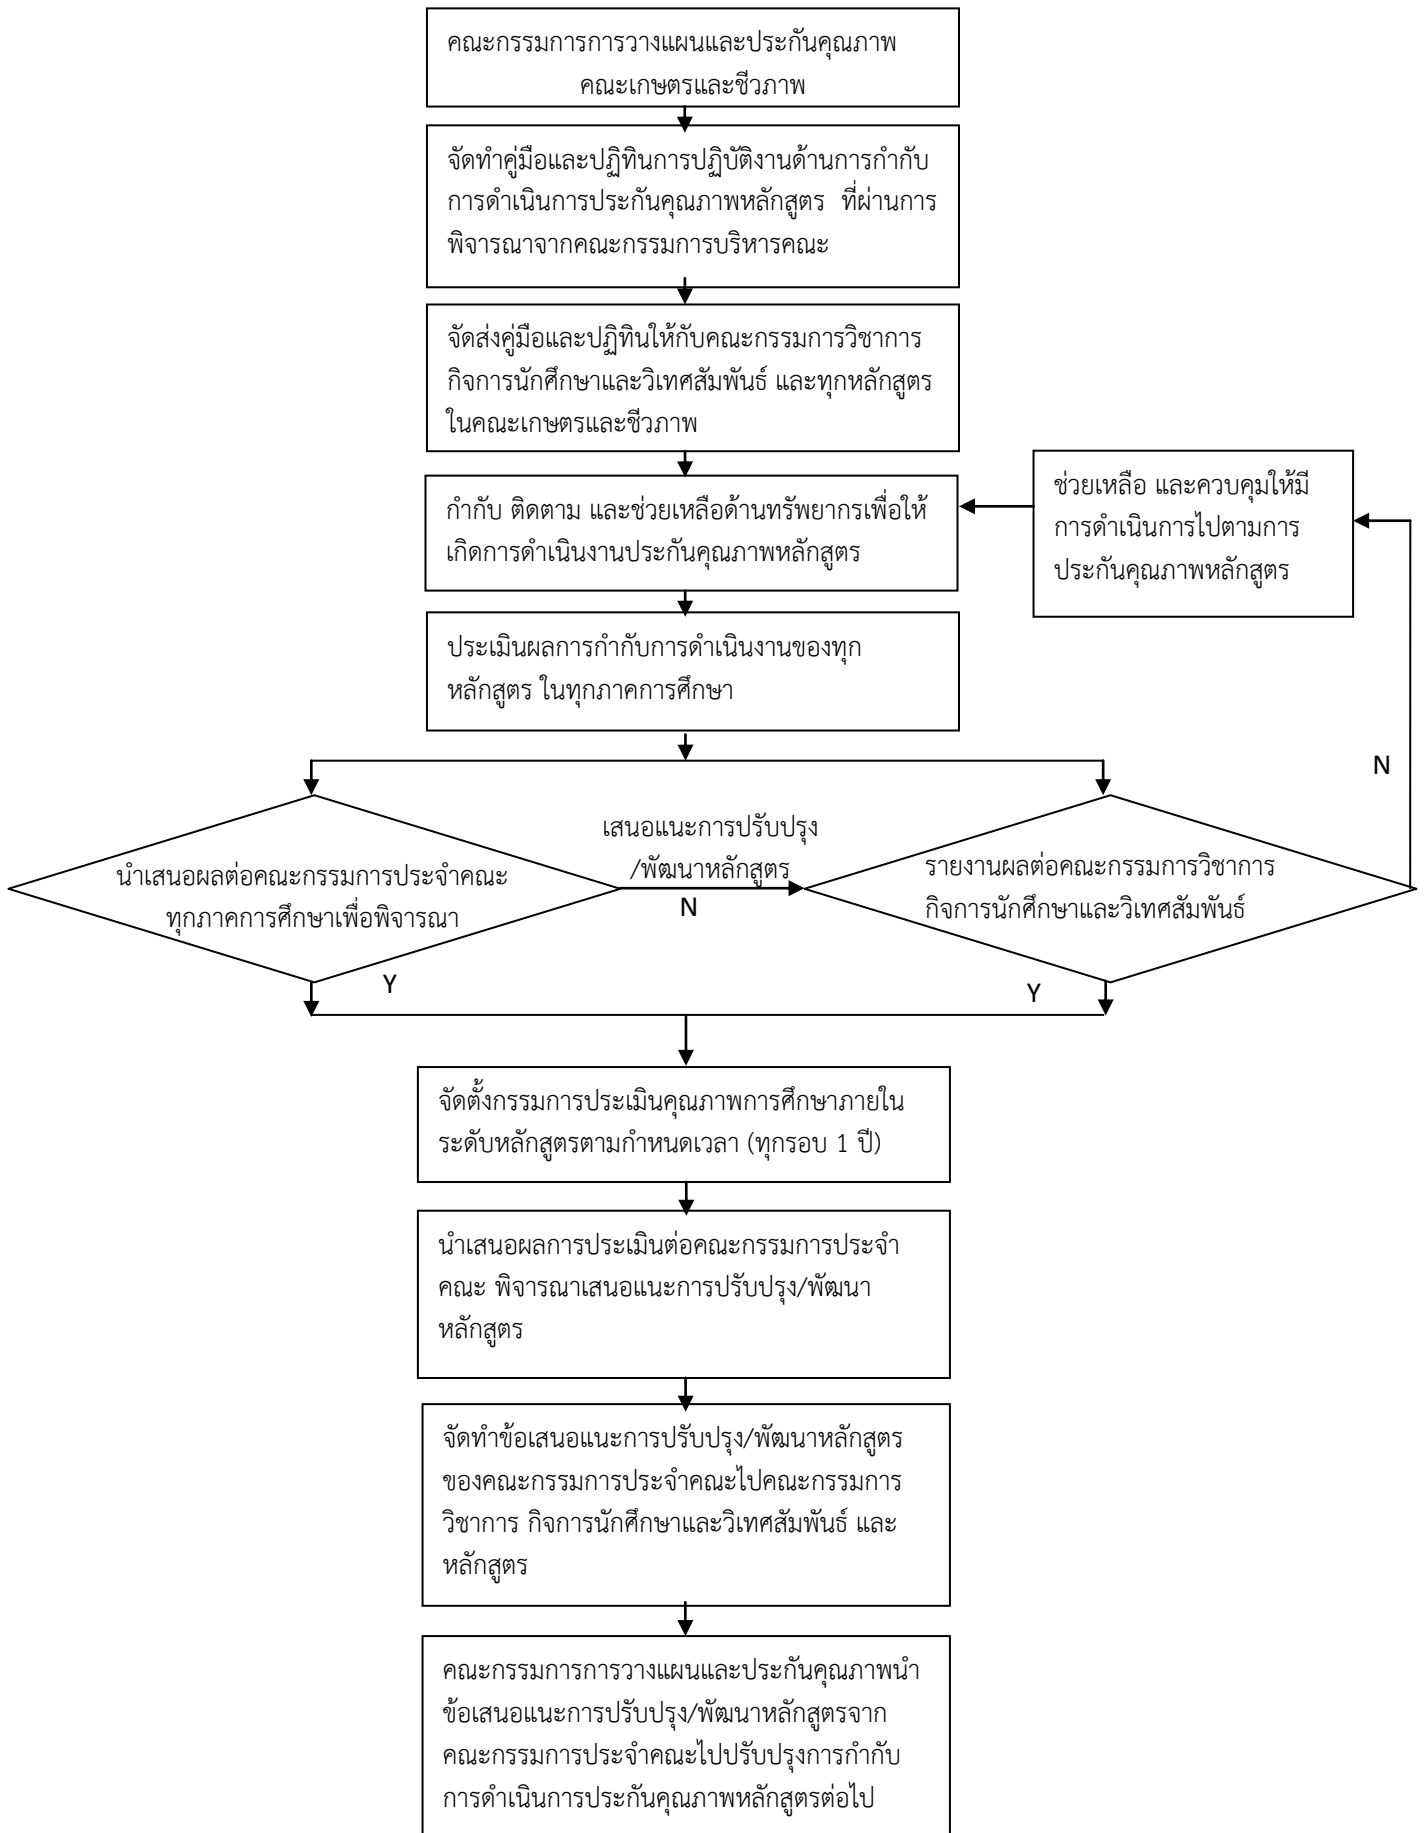 คณะกรรมการการวางแผนและประกันคุณภาพ
คณะเกษตรและชีวภาพ
จัดทำคู่มือและปฏิทินการปฏิบัติงานด้านการกำกับ
การดำเนินการประกันคุณภาพหลักสูตร ที่ผ่านการ
พิจารณาจากคณะกรรมการบริหารคณะ
จัดส่งคู่มือและปฏิทินให้กับคณะกรรมการวิชาการ
กิจการนักศึกษาและวิเทศสัมพันธ์ และทุกหลักสูตร
ในคณะเกษตรและชีวภาพ
กำกับ ติดตาม และช่วยเหลือด้านทรัพยากรเพื่อให้
เกิดการดำเนินงานประกันคุณภาพหลักสูตร
ช่วยเหลือ และควบคุมให้มี
การดำเนินการไปตามการ
ประกันคุณภาพหลักสูตร
ประเมินผลการกำกับการดำเนินงานของทุก
หลักสูตร ในทุกภาคการศึกษา
N
เสนอแนะการปรับปรุง
/พัฒนาหลักสูตร
N
นำเสนอผลต่อคณะกรรมการประจำคณะ
ทุกภาคการศึกษาเพื่อพิจารณา
รายงานผลต่อคณะกรรมการวิชาการ
กิจการนักศึกษาและวิเทศสัมพันธ์
Y
Y
จัดตั้งกรรมการประเมินคุณภาพการศึกษาภายใน
ระดับหลักสูตรตามกำหนดเวลา (ทุกรอบ 1 ปี)
นำเสนอผลการประเมินต่อคณะกรรมการประจำ
คณะ พิจารณาเสนอแนะการปรับปรุง/พัฒนา
หลักสูตร
จัดทำข้อเสนอแนะการปรับปรุง/พัฒนาหลักสูตร
ของคณะกรรมการประจำคณะไปคณะกรรมการ
วิชาการ กิจการนักศึกษาและวิเทศสัมพันธ์ และ
หลักสูตร
คณะกรรมการการวางแผนและประกันคุณภาพนำ
ข้อเสนอแนะการปรับปรุง/พัฒนาหลักสูตรจาก
คณะกรรมการประจำคณะไปปรับปรุงการกำกับ
การดำเนินการประกันคุณภาพหลักสูตรต่อไป